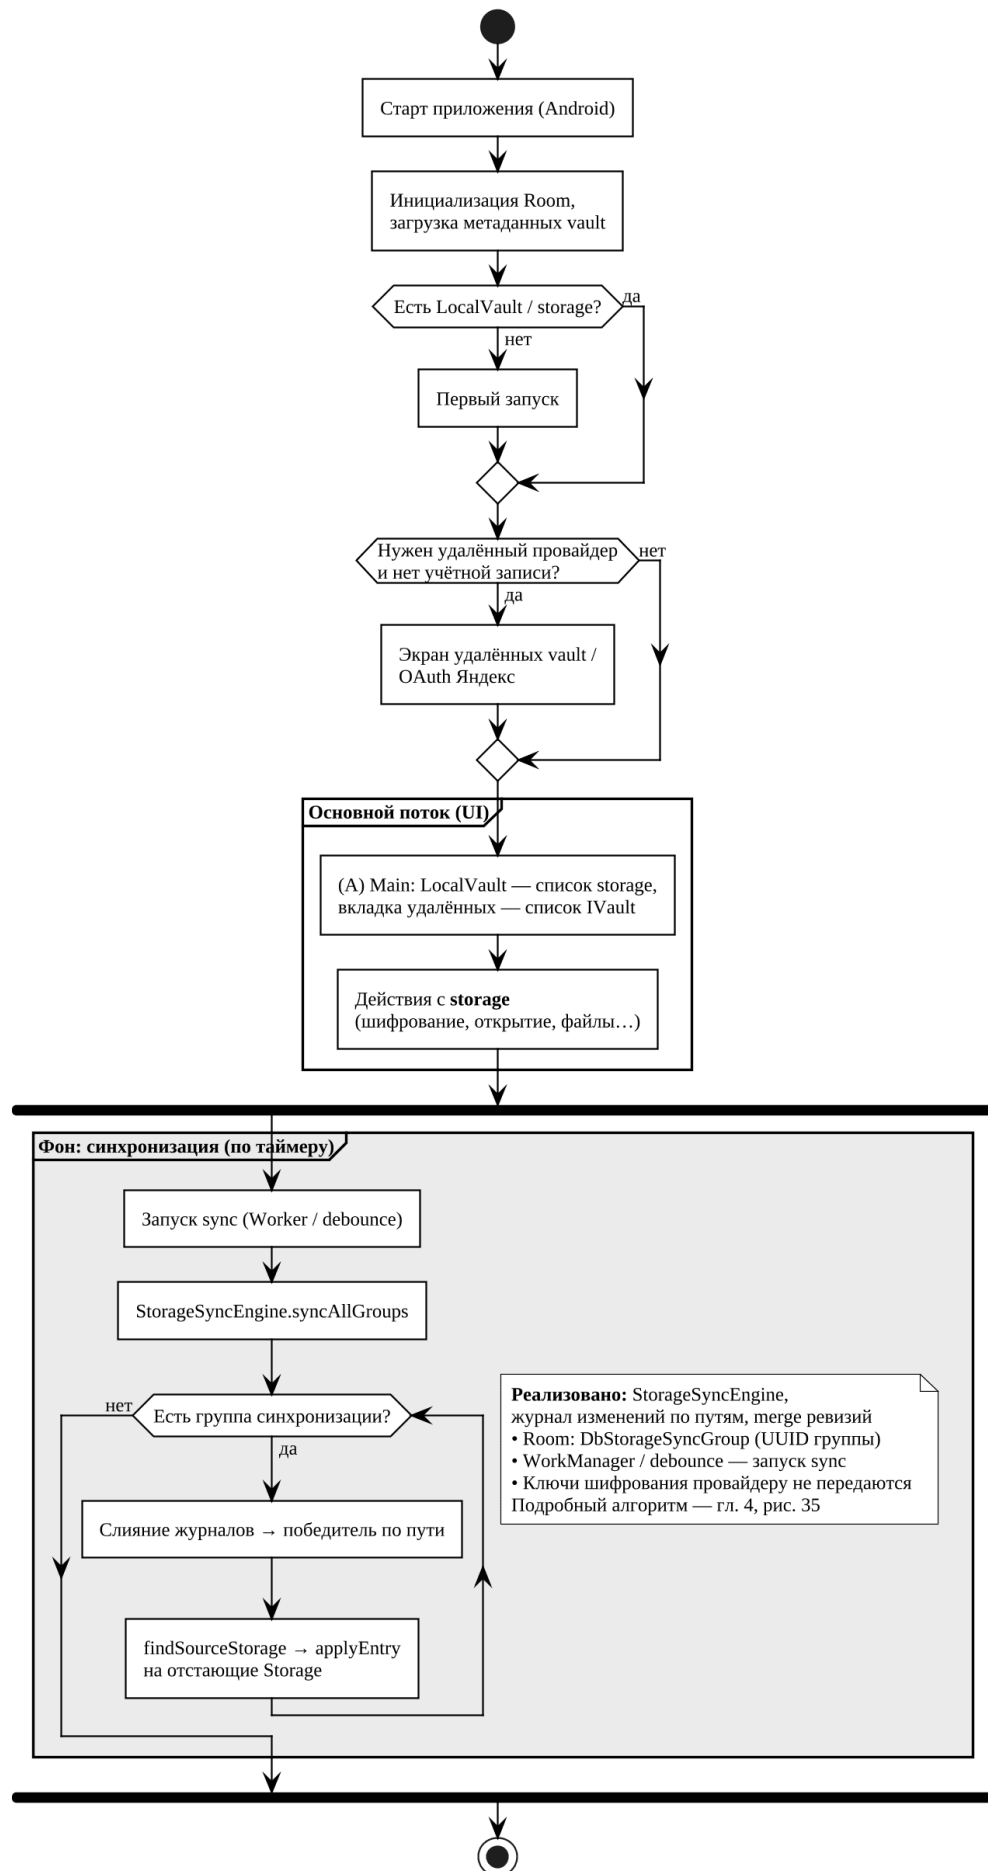 Старт приложения (Android)
Инициализация Room,
загрузка метаданных vault
Есть LocalVault / storage?
да
нет
Первый запуск
Нужен удалённый провайдер
и нет учётной записи?
нет
да
Экран удалённых vault /
OAuth Яндекс
Основной поток (UI)
(A) Main: LocalVault — список storage,
вкладка удалённых — список IVault
Действия с storage
(шифрование, открытие, файлы…)
Фон: синхронизация (по таймеру)
Запуск sync (Worker / debounce)
StorageSyncEngine.syncAllGroups
Есть группа синхронизации?
нет
да
Слияние журналов → победитель по пути
findSourceStorage → applyEntry
на отстающие Storage
Реализовано: StorageSyncEngine,
журнал изменений по путям, merge ревизий
• Room: DbStorageSyncGroup (UUID группы)
• WorkManager / debounce — запуск sync
• Ключи шифрования провайдеру не передаются
Подробный алгоритм — гл. 4, рис. 35